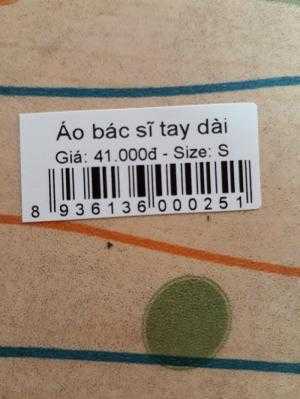 Áo bác sĩ tay dài
Giá: 41.000đ - Size: S
8 936136 000251